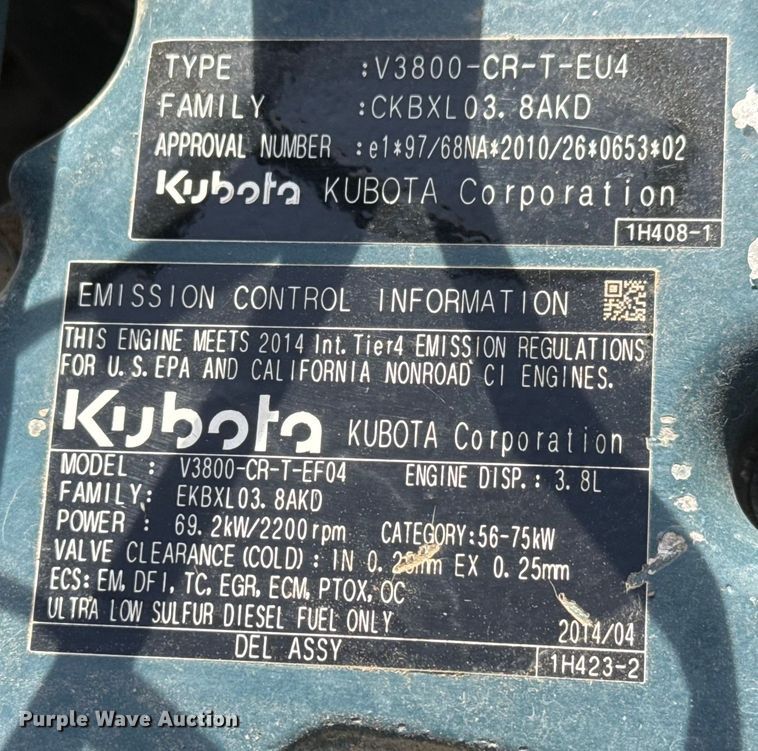 TYPE :V3800-CR-T-EU4
FAMILY :CKBXL03.8AKD
APPROVAL NUMBER :e1*97/68NA*2010/26*0653*02
Kubota KUBOTA Corporation
1H408-1
EMISSION CONTROL INFORMATION
THIS ENGINE MEETS 2014 Int.Tier4 EMISSION REGULATIONS
FOR U.S.EPA AND CALIFORNIA NONROAD CI ENGINES.
Kubota KUBOTA Corporation
MODEL : V3800-CR-T-EF04 ENGINE DISP.: 3.8L
FAMILY: EKBXL03.8AKD
POWER : 69.2kW/2200rpm CATEGORY:56-75kW
VALVE CLEARANCE(COLD): IN EX 0.25mm
ECS: EM, DFI, TC, EGR, ECM, PTOX, OC
ULTRA LOW SULFUR DIESEL FUEL ONLY
2014/04
DEL ASSY
1H423-2
Purple Wave Auction